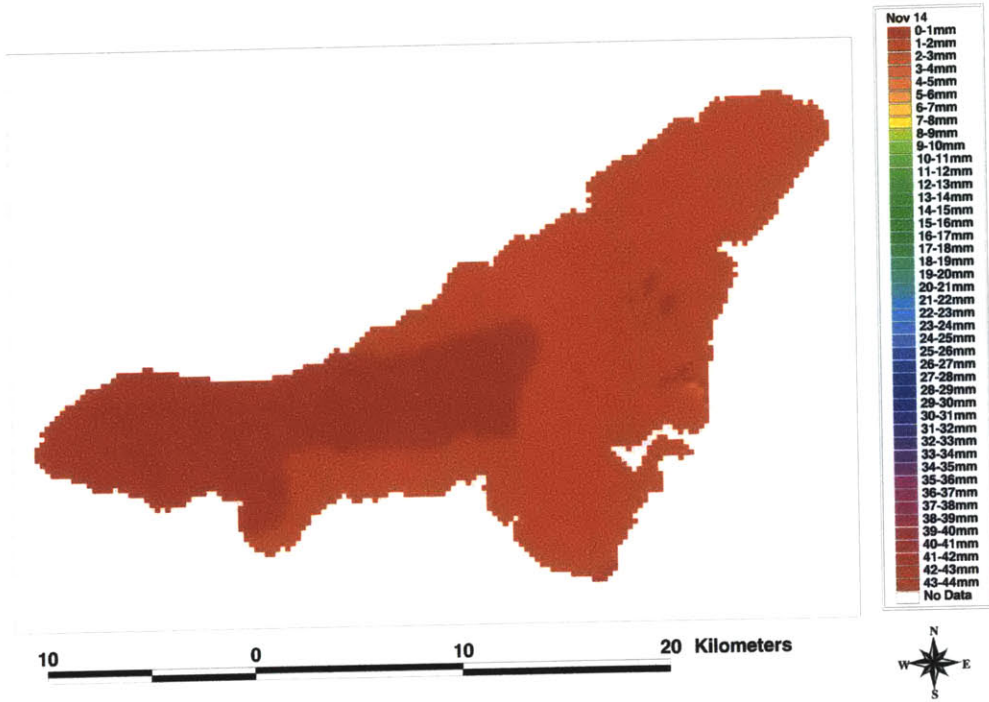 Nov 14
0-1mm
1-2mm
2-3mm
3-4mm
4-5mm
5-6mm
6-7mm
7-8mm
8-9mm
9-10mm
10-11mm
11-12mm
12-13mm
13-14mm
14-15mm
15-16mm
16-17mm
17-18mm
18-19mm
19-20mm
20-21mm
21-22mm
22-23mm
23-24mm
24-25mm
25-26mm
26-27mm
27-28mm
28-29mm
29-30mm
30-31mm
31-32mm
32-33mm
33-34mm
34-35mm
35-36mm
36-37mm
37-38mm
38-39mm
39-40mm
40-41mm
41-42mm
42-43mm
43-44mm
No Data
10 0 10 20 Kilometers
N
W E
S